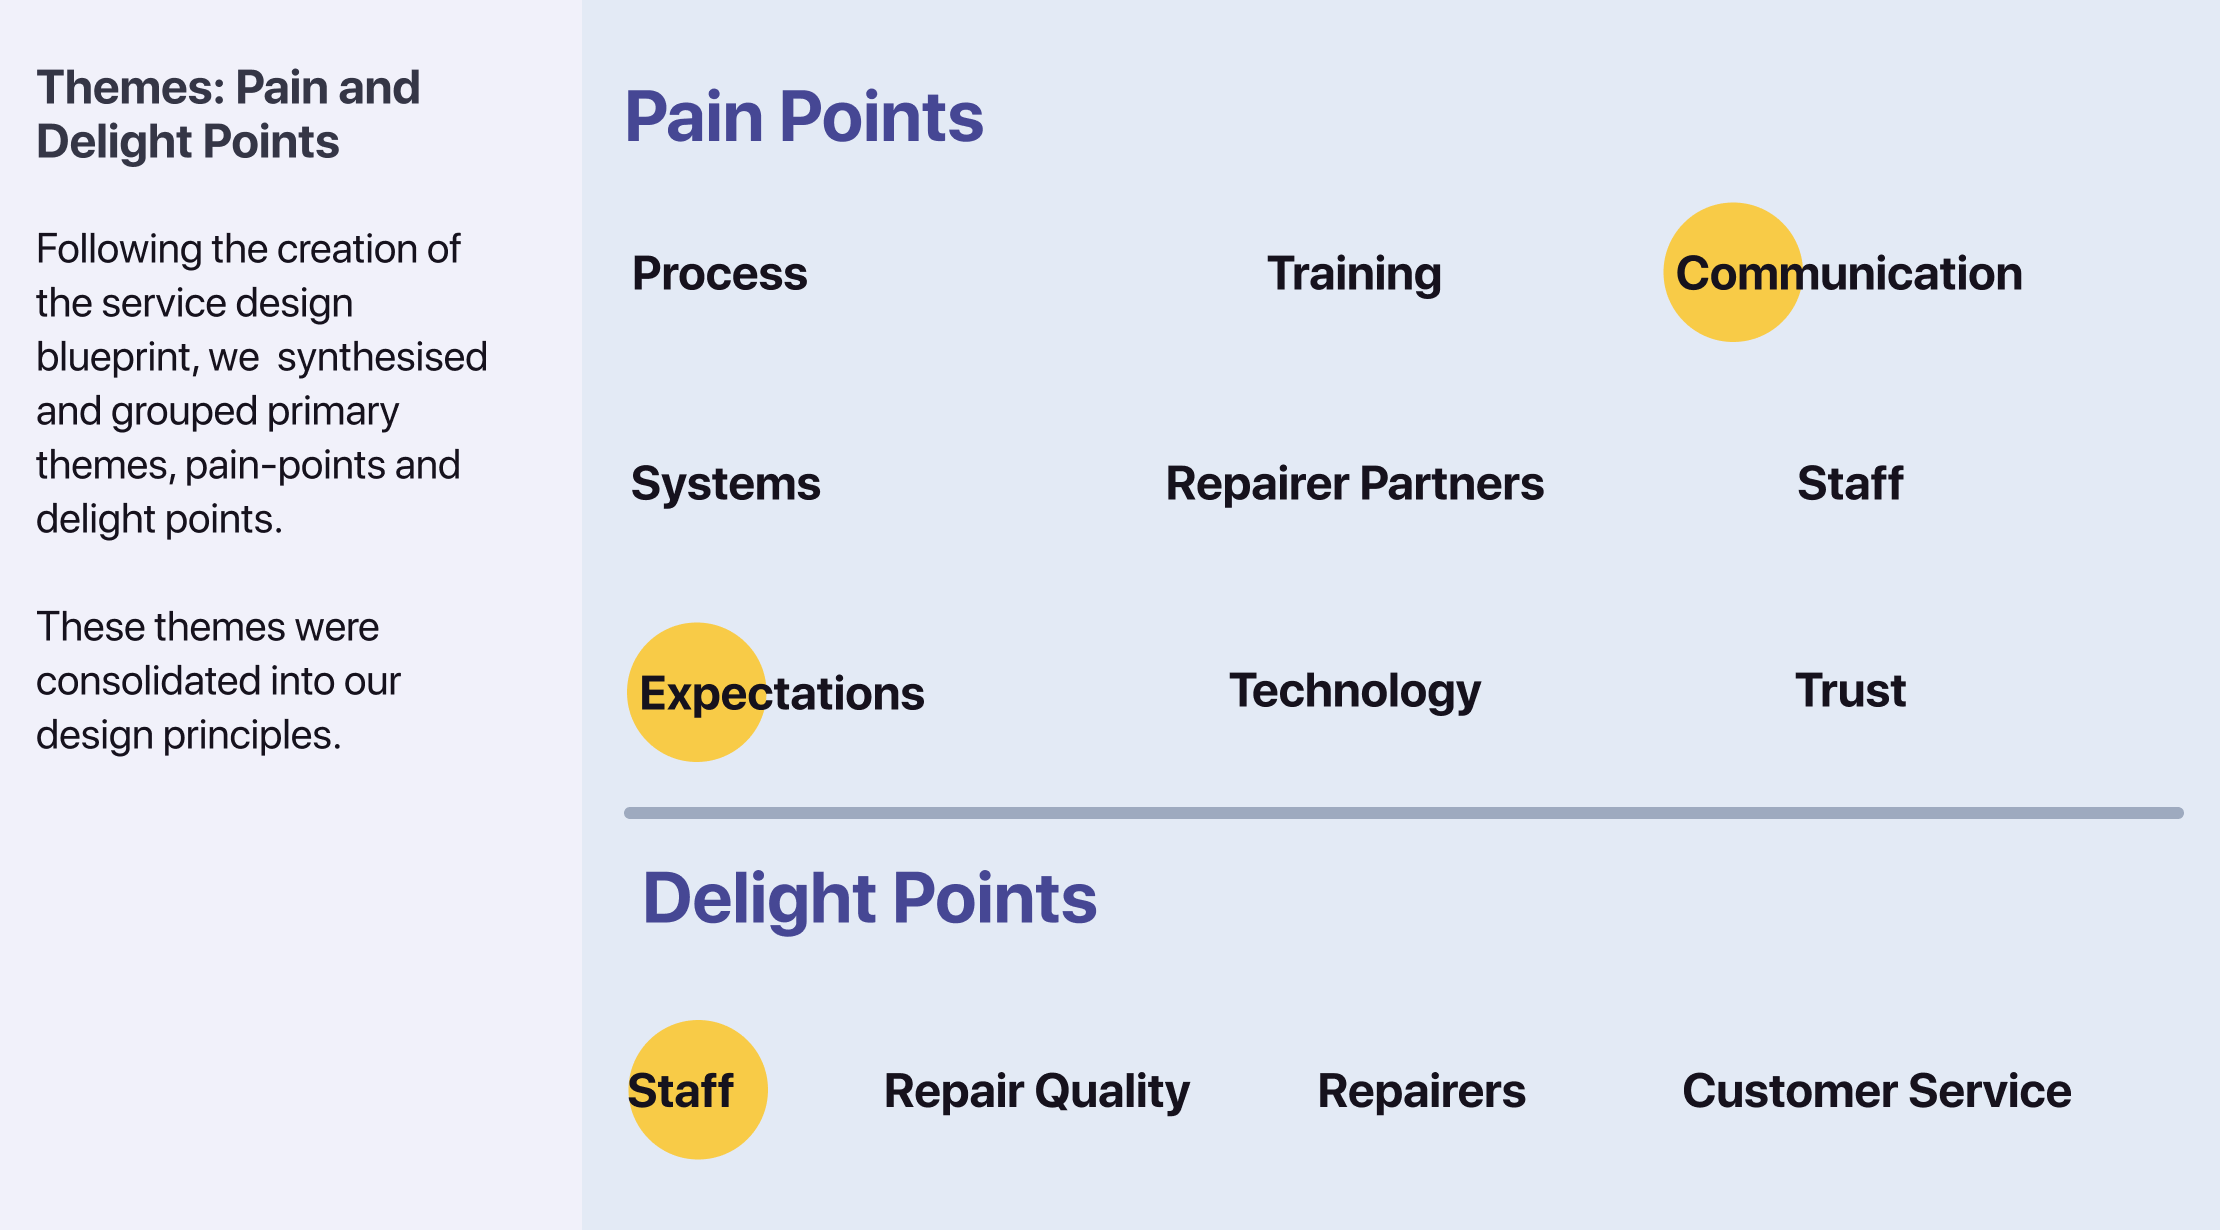 Themes: Pain and
Delight Points
Following the creation of
the service design
blueprint, we  synthesised
and grouped primary
themes, pain-points and
delight points.
These themes were
consolidated into our
design principles.
Pain Points
Process
Training
Communication
Systems
Repairer Partners
Staff
Expectations
Technology
Trust
Delight Points
Staff
Repair Quality
Repairers
Customer Service